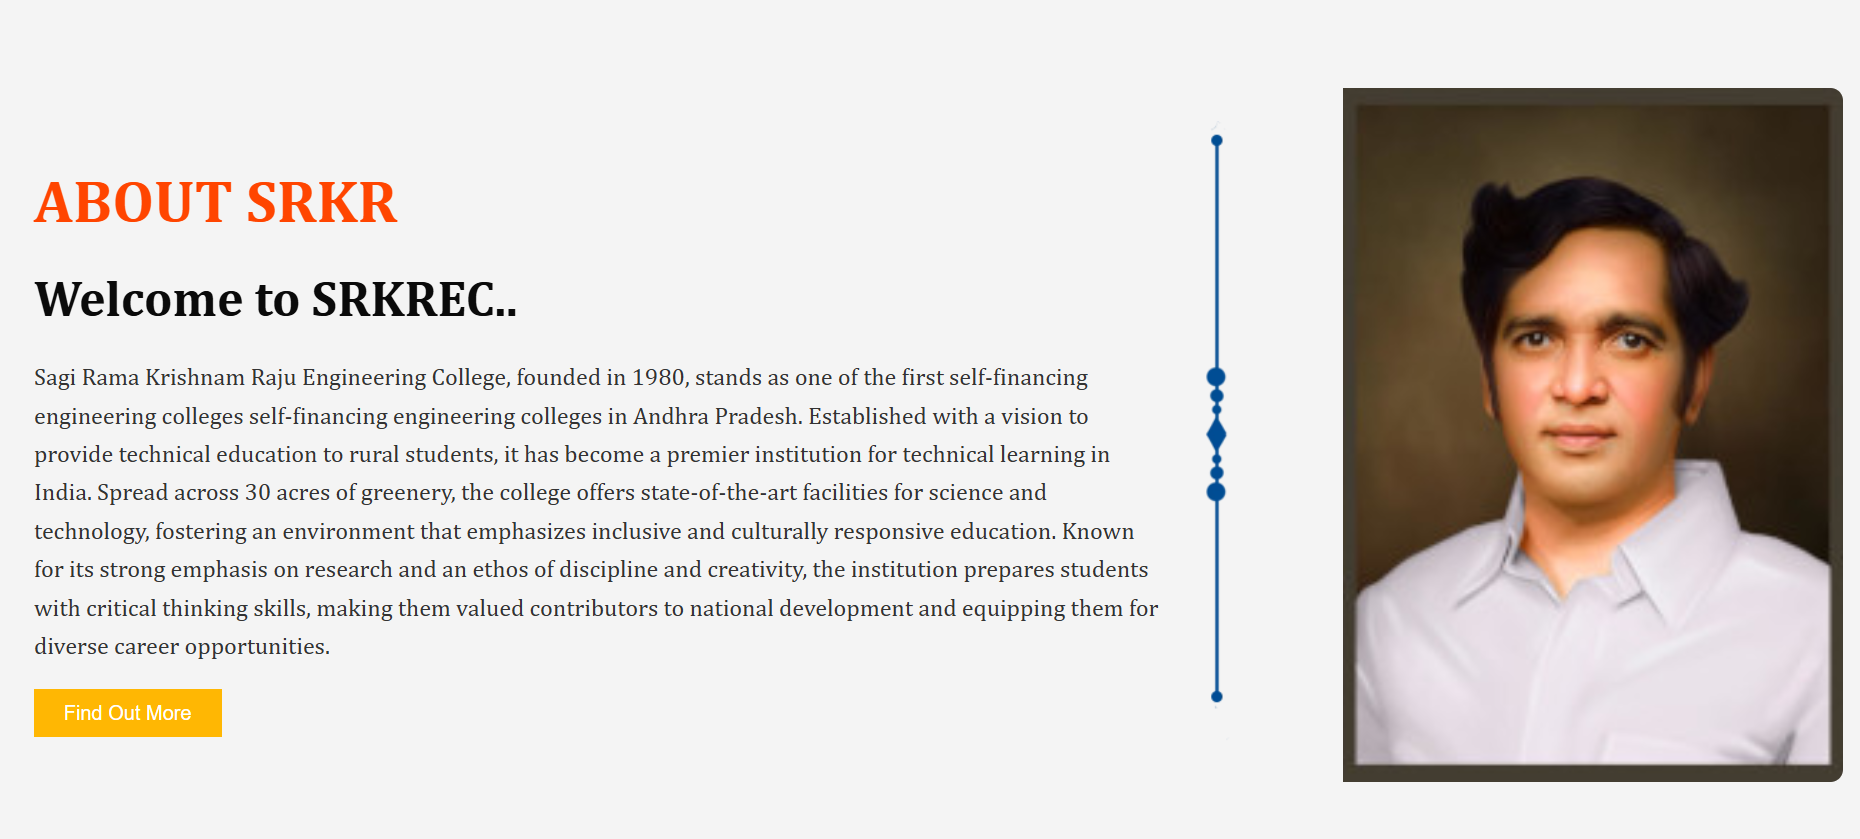 ABOUT SRKR
Welcome to SRKREC..
Sagi Rama Krishnam Raju Engineering College, founded in 1980, stands as one of the first self-financing
engineering colleges self-financing engineering colleges in Andhra Pradesh. Established with a vision to
provide technical education to rural students, it has become a premier institution for technical learning in
India. Spread across 30 acres of greenery, the college offers state-of-the-art facilities for science and
technology, fostering an environment that emphasizes inclusive and culturally responsive education. Known
for its strong emphasis on research and an ethos of discipline and creativity, the institution prepares students
with critical thinking skills, making them valued contributors to national development and equipping them for
diverse career opportunities.
Find Out More